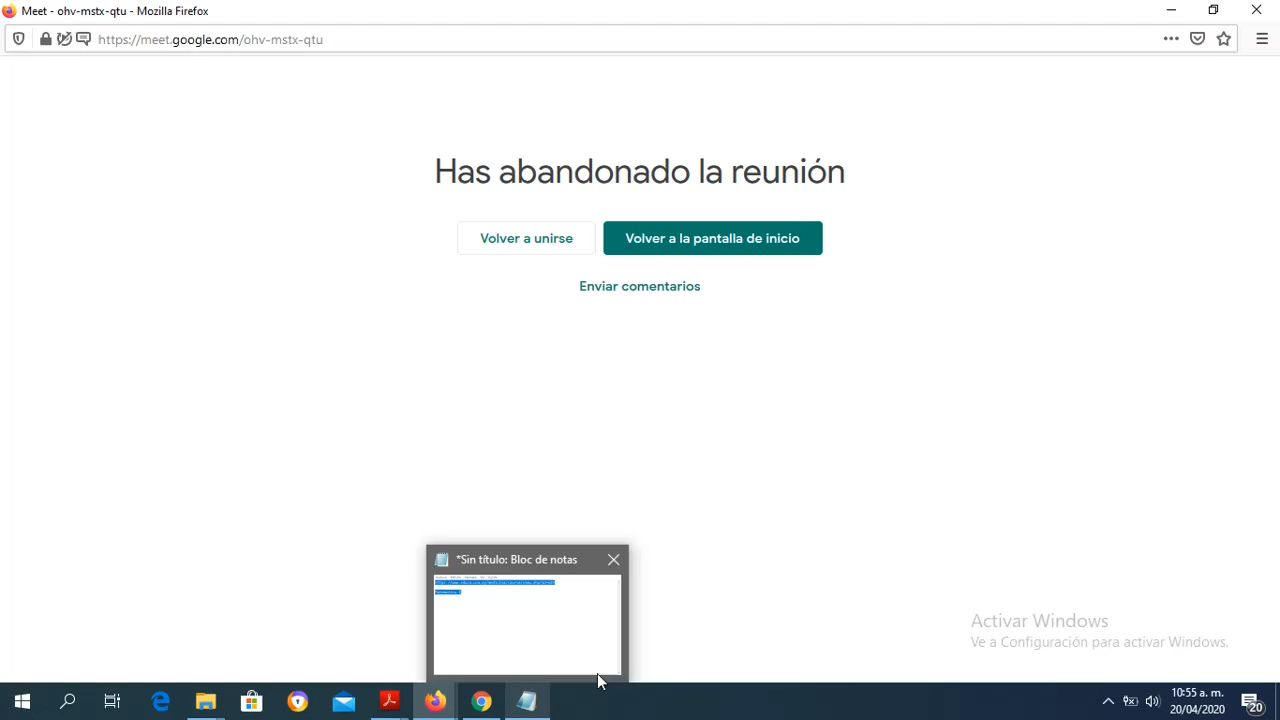 Meet - ohv-mstx-qtu - Mozilla Firefox
https://meet.google.com/ohv-mstx-qtu
Has abandonado la reunión
Volver a unirse
Volver a la pantalla de inicio
Enviar comentarios
*Sin título: Bloc de notas
Activar Windows
Ve a Configuración para activar Windows.
10:55 a. m.
20/04/2020
20